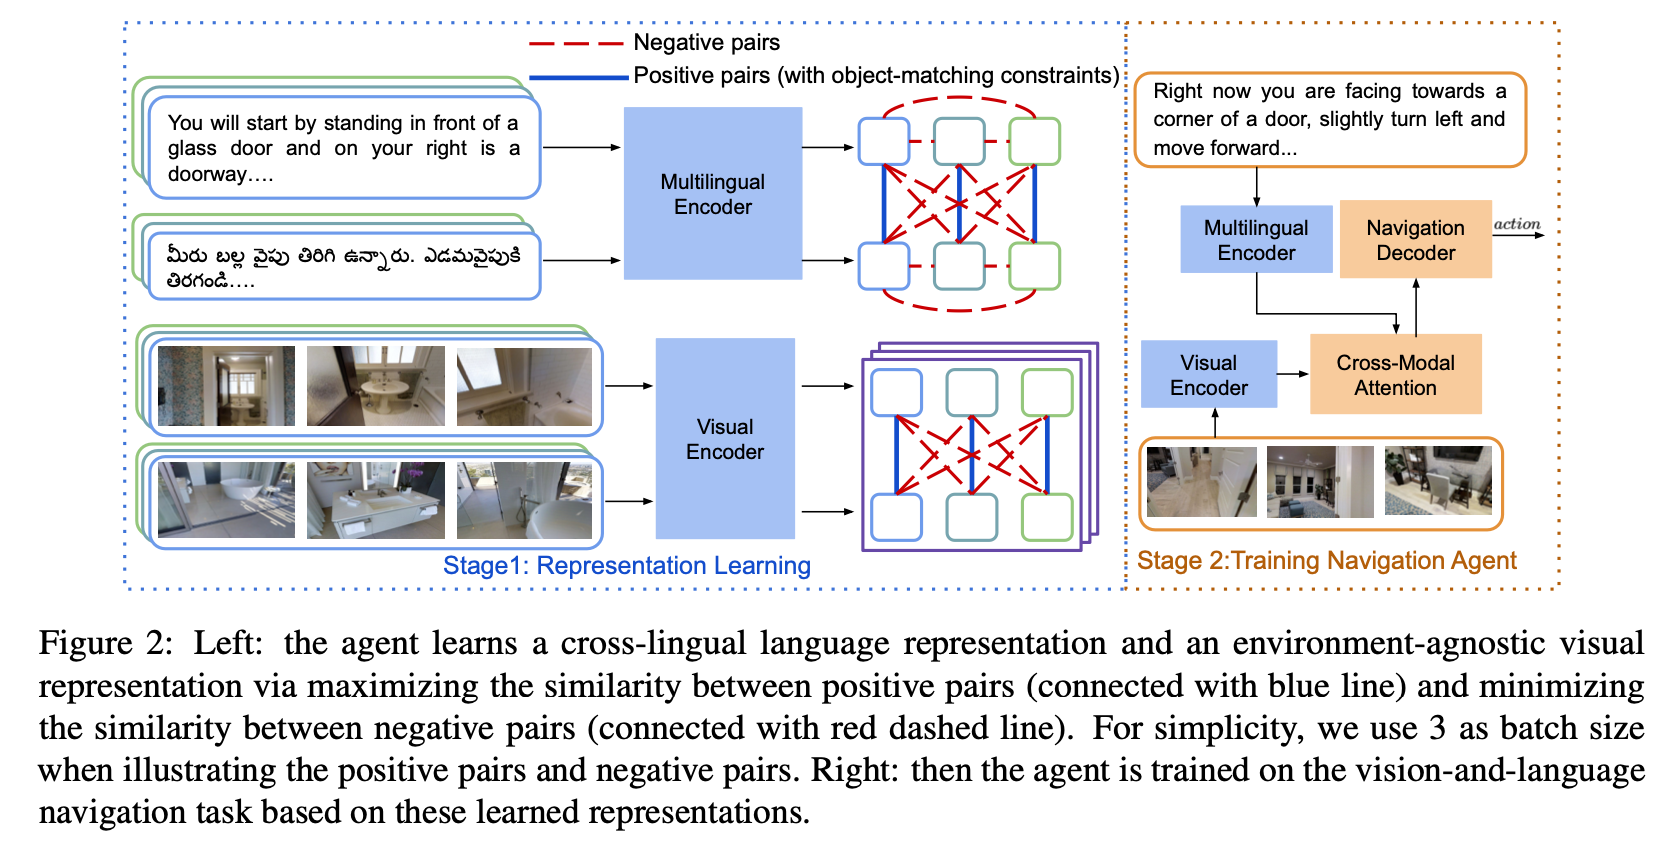 Negative pairs
Positive pairs (with object-matching constraints)
You will start by standing in front of a
glass door and on your right is a
doorway....
Multilingual
Encoder
మీరు బల్ల వైపు తిరిగి ఉన్నారు. ఎడమవైపుకి
తిరగండి....
Visual
Encoder
Stage1: Representation Learning
Right now you are facing towards a
corner of a door, slightly turn left and
move forward...
Multilingual
Encoder
Navigation
Decoder
action
Visual
Encoder
Cross-Modal
Attention
Stage 2:Training Navigation Agent
Figure 2: Left: the agent learns a cross-lingual language representation and an environment-agnostic visual
representation via maximizing the similarity between positive pairs (connected with blue line) and minimizing
the similarity between negative pairs (connected with red dashed line). For simplicity, we use 3 as batch size
when illustrating the positive pairs and negative pairs. Right: then the agent is trained on the vision-and-language
navigation task based on these learned representations.